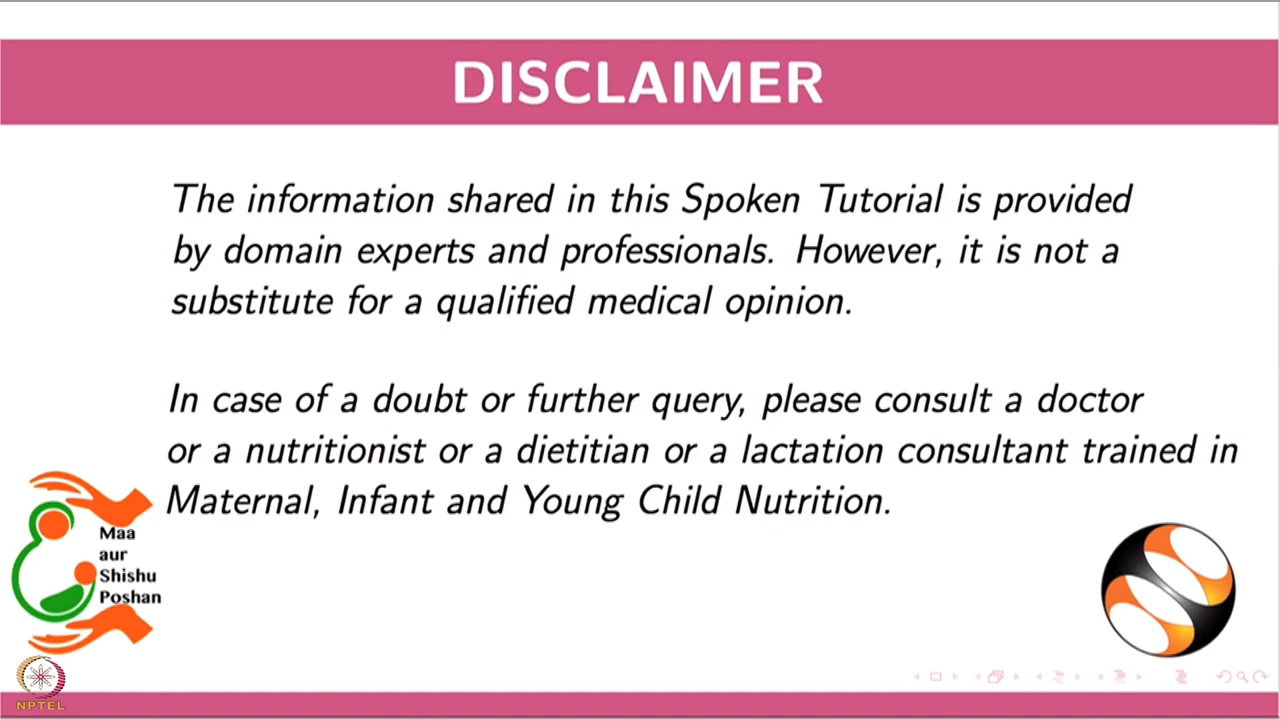 DISCLAIMER
The information shared in this Spoken Tutorial is provided
by domain experts and professionals. However, it is not a
substitute for a qualified medical opinion.
In case of a doubt or further query, please consult a doctor
or a nutritionist or a dietitian or a lactation consultant trained in
Maternal, Infant and Young Child Nutrition.
Maa
aur
Shishu
Poshan
NPTEL